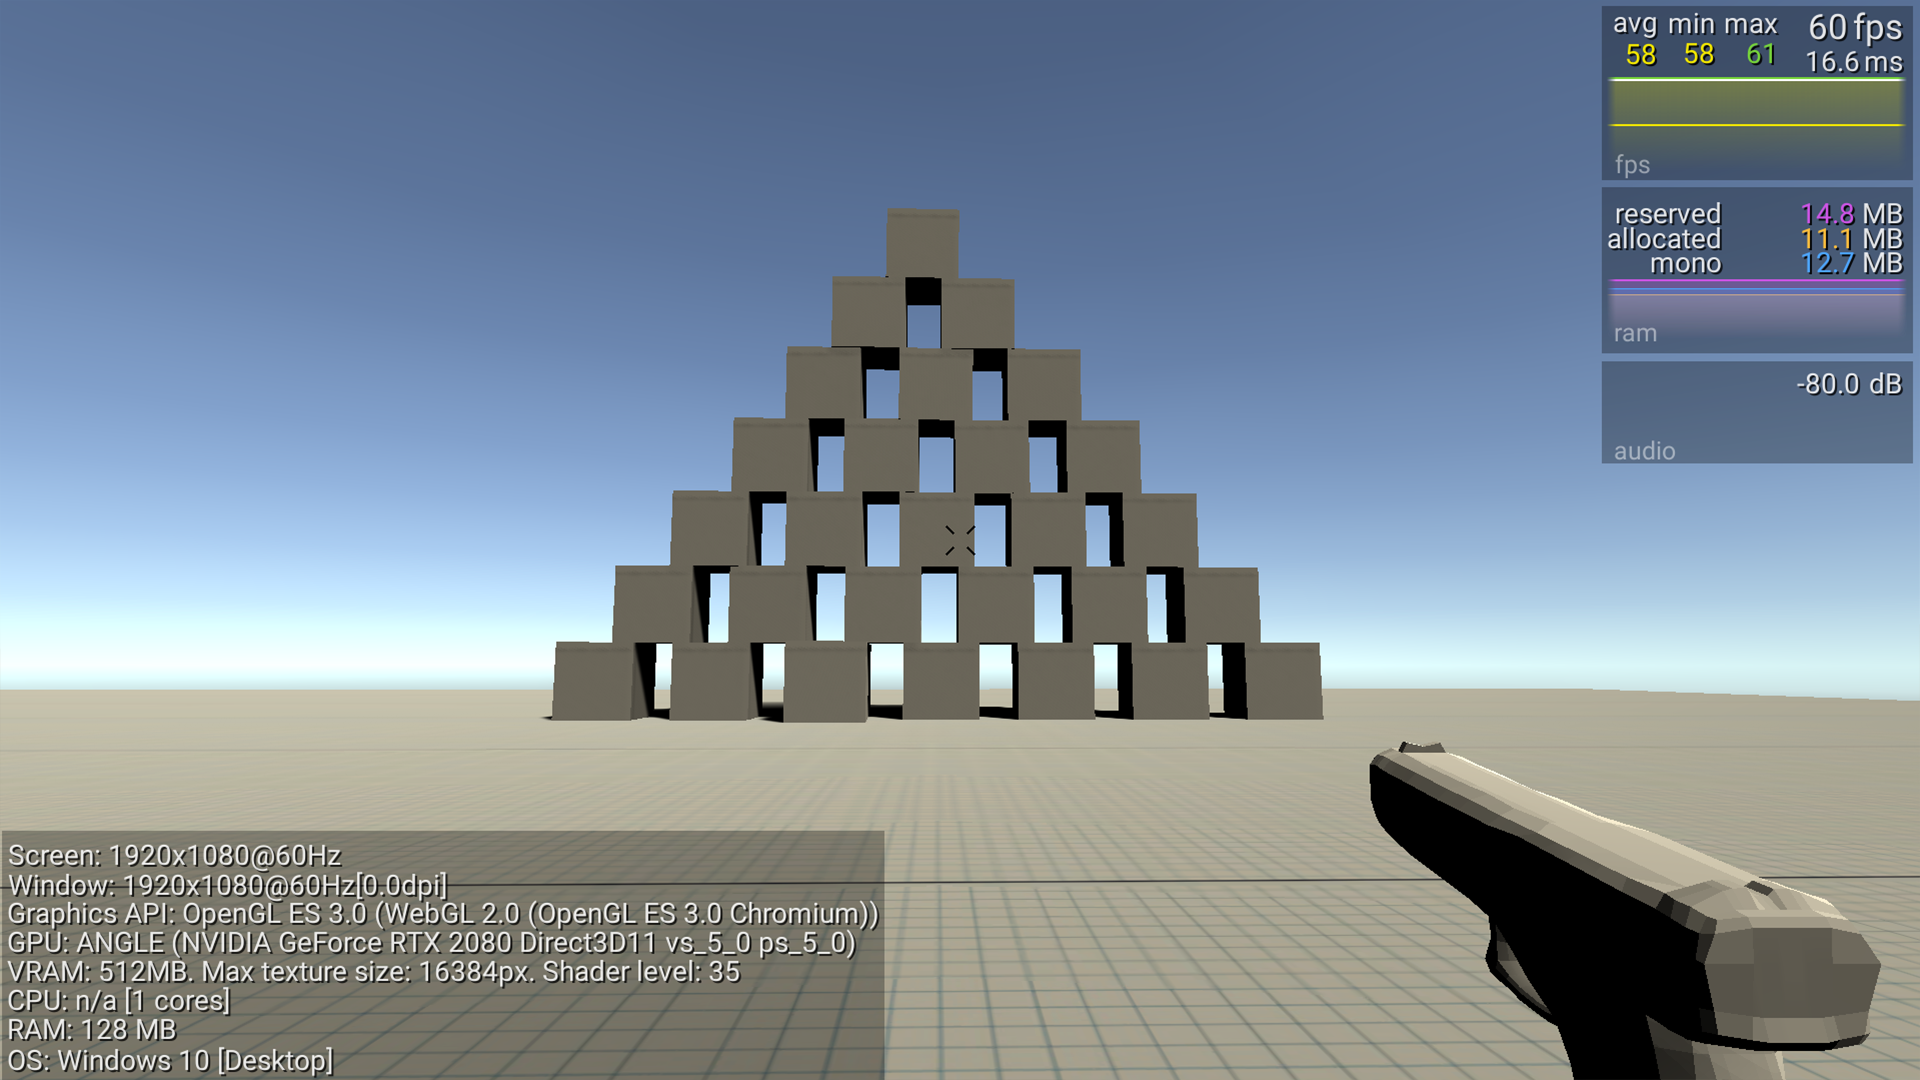 avg min max 60 fps
58 58 61 16.6 ms
fps
reserved 14.8 MB
allocated 11.1 MB
mono 12.7 MB
ram
-80.0 dB
audio
Screen: 1920x1080@60Hz
Window: 1920x1080@60Hz[0.0dpi]
Graphics API: OpenGL ES 3.0 (WebGL 2.0 (OpenGL ES 3.0 Chromium))
GPU: ANGLE (NVIDIA GeForce RTX 2080 Direct3D11 vs_5_0 ps_5_0)
VRAM: 512MB. Max texture size: 16384px. Shader level: 35
CPU: n/a [1 cores]
RAM: 128 MB
OS: Windows 10 [Desktop]